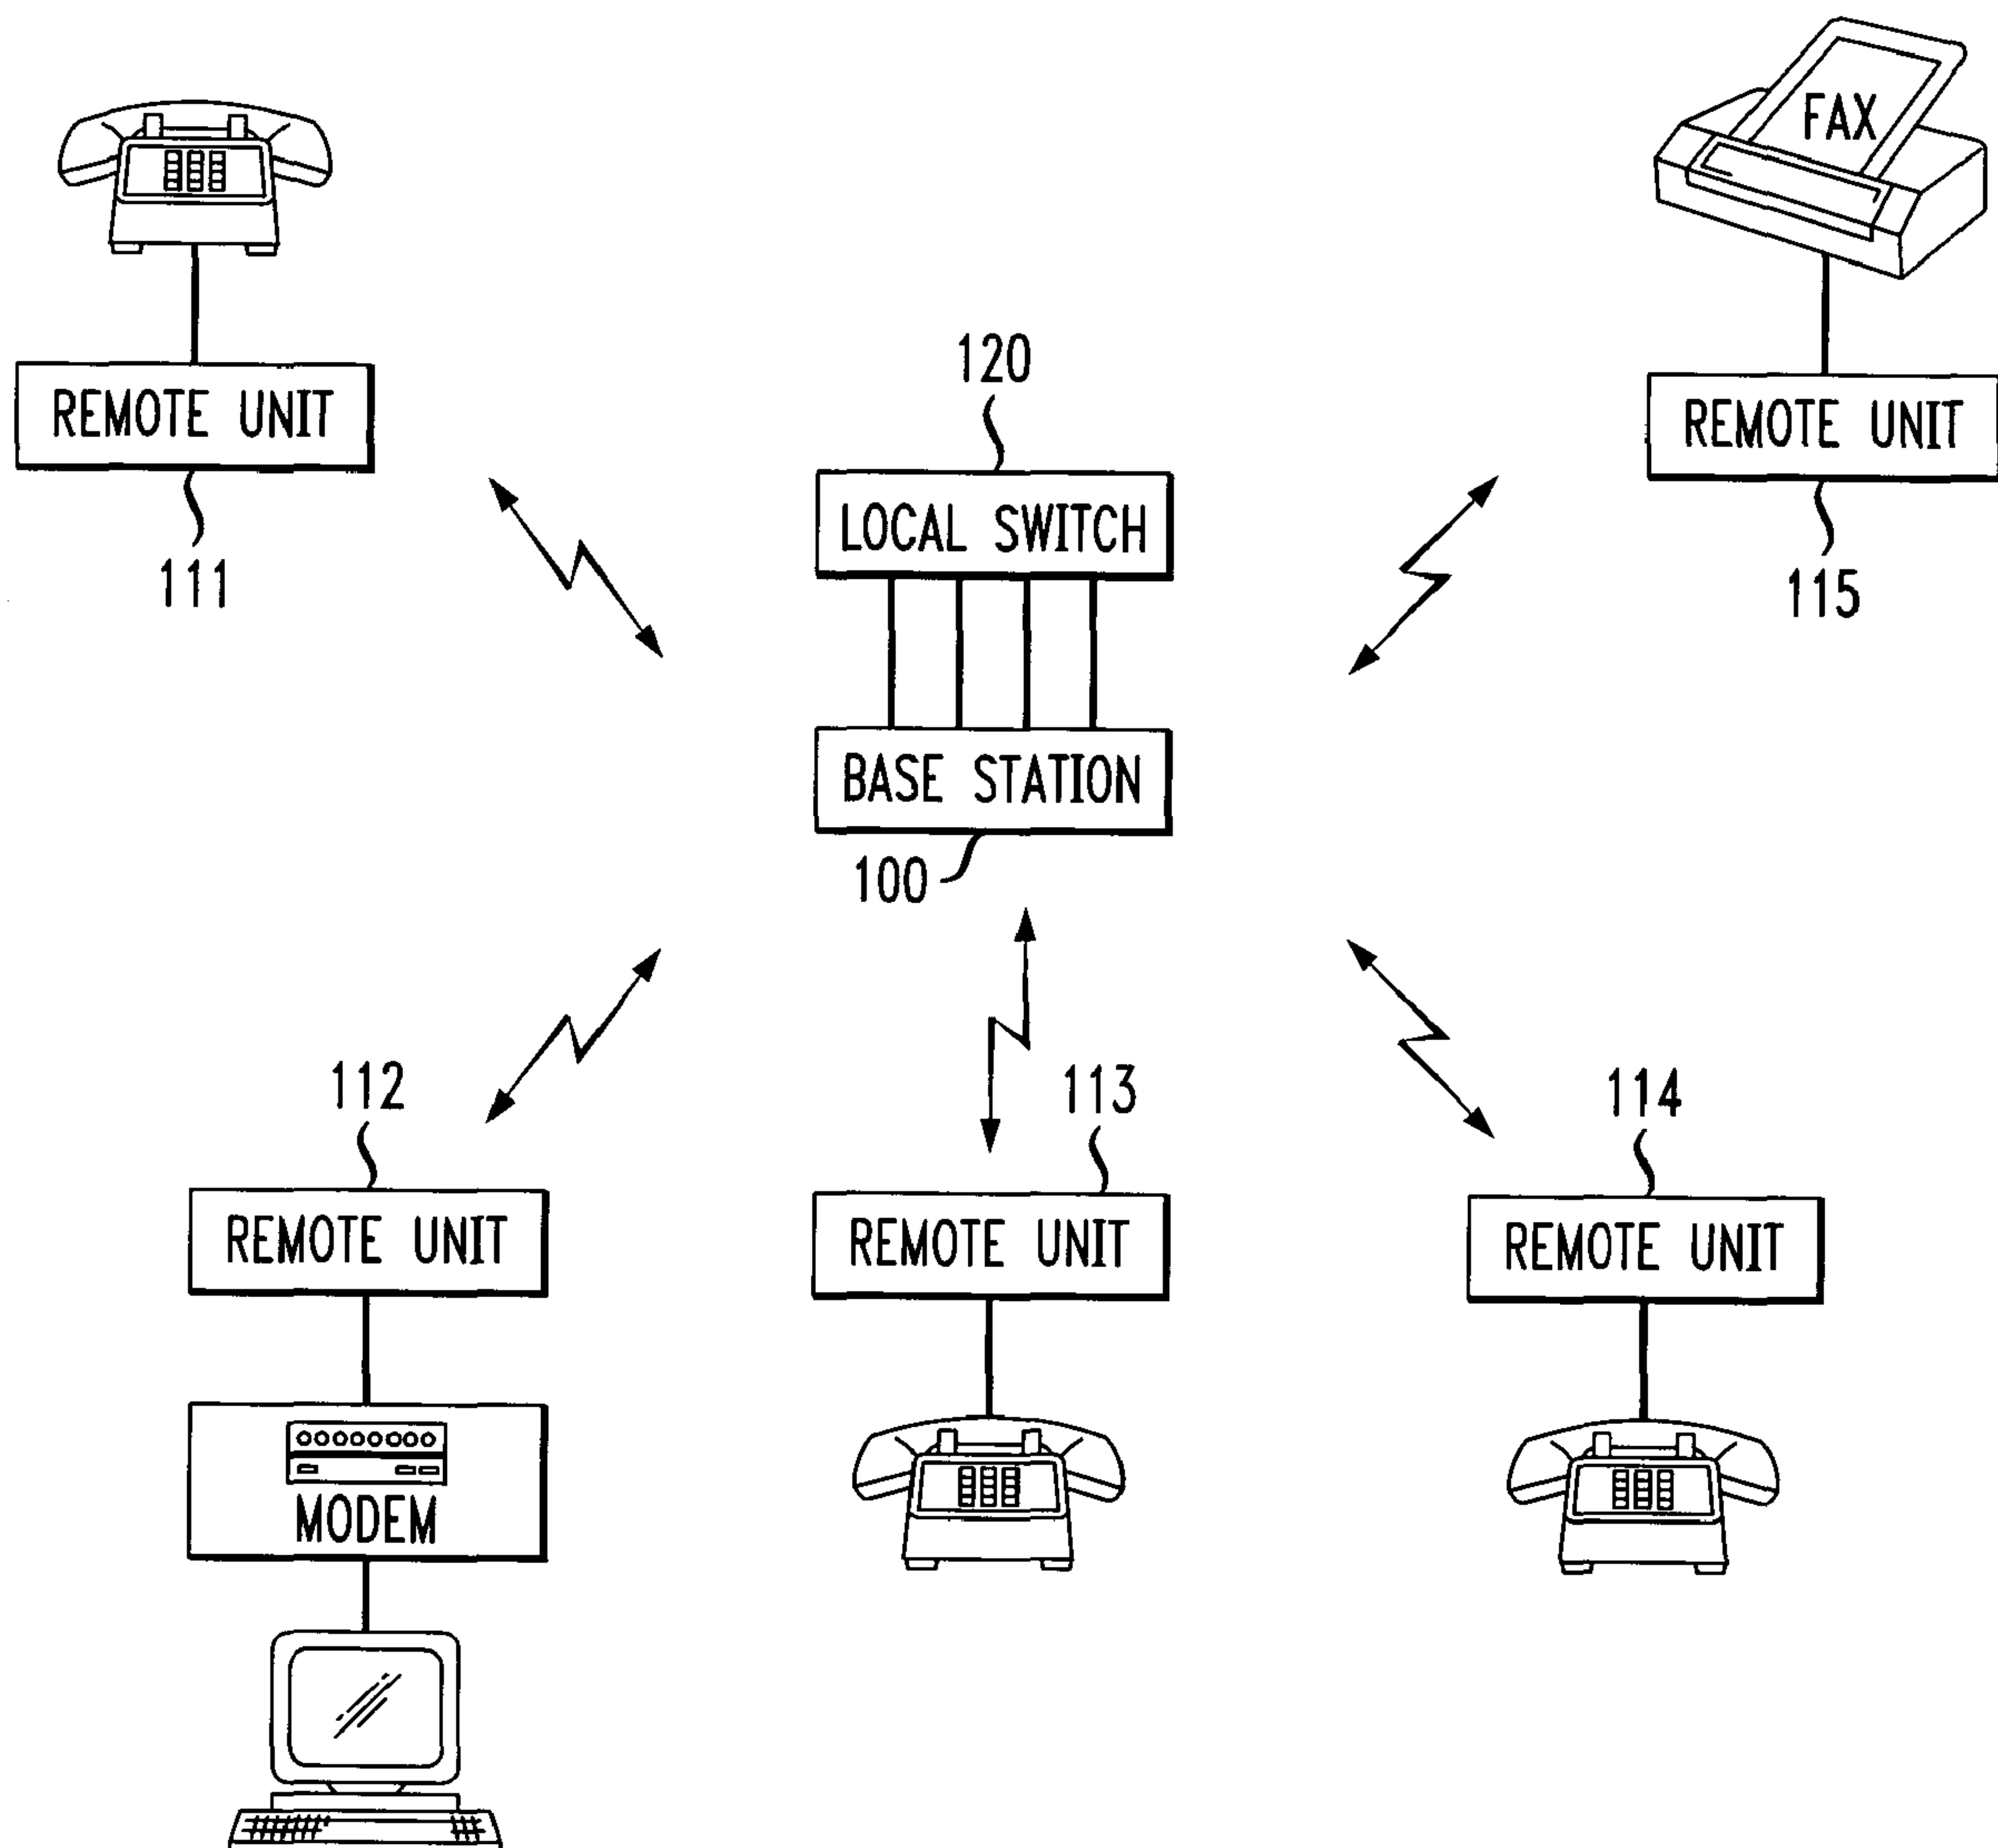 FAX
120
REMOTE UNIT
REMOTE UNIT
LOCAL SWITCH
111
115
BASE STATION
100
112
113
114
REMOTE UNIT
REMOTE UNIT
REMOTE UNIT
MODEM